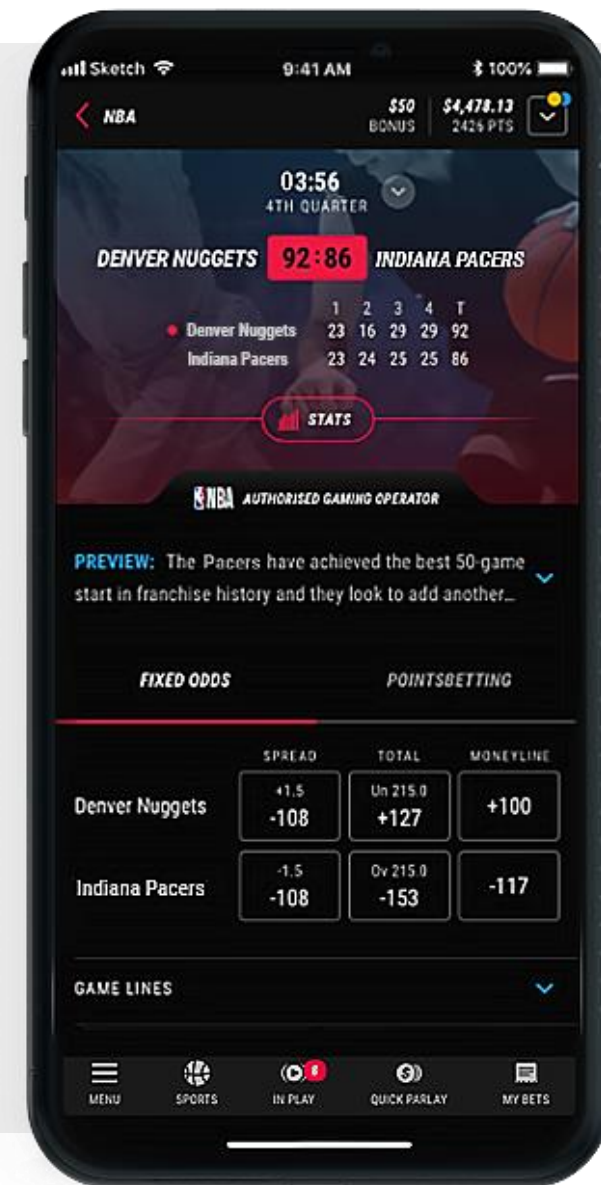 Sketch 9:41 AM 100%
NBA $50 $4,478.13
BONUS 2426 PTS
03:56
4TH QUARTER
DENVER NUGGETS 92:86 INDIANA PACERS
1 2 3 4 T
Denver Nuggets 23 16 29 29 92
Indiana Pacers 23 24 25 25 86
STATS
NBA AUTHORISED GAMING OPERATOR
PREVIEW: The Pacers have achieved the best 50-game
start in franchise history and they look to add another...
FIXED ODDS POINTSBETTING
SPREAD TOTAL MONEYLINE
+1.5 Un 215.0
Denver Nuggets -108 +127 +100
-1.5 Ov 215.0
Indiana Pacers -108 -153 -117
GAME LINES
MENU SPORTS IN PLAY QUICK PARLAY MY BETS